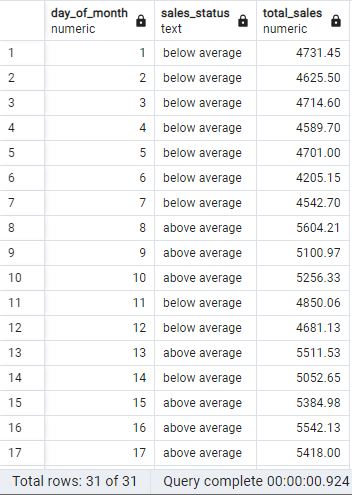 day_of_month numeric sales_status text total_sales numeric
1 1 below average 4731.45
2 2 below average 4625.50
3 3 below average 4714.60
4 4 below average 4589.70
5 5 below average 4701.00
6 6 below average 4205.15
7 7 below average 4542.70
8 8 above average 5604.21
9 9 above average 5100.97
10 10 above average 5256.33
11 11 below average 4850.06
12 12 below average 4681.13
13 13 above average 5511.53
14 14 below average 5052.65
15 15 above average 5384.98
16 16 above average 5542.13
17 17 above average 5418.00
Total rows: 31 of 31 Query complete 00:00:00.924